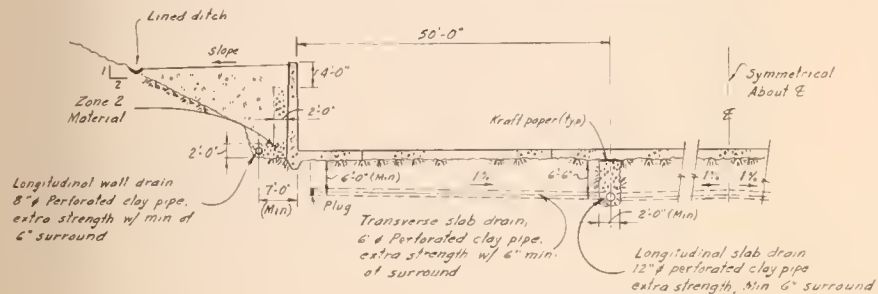 Lined ditch
50'-0"
Slope
1
2
4'-0"
Symmetrical
About ℄
℄
Zone 2
Material
2'-0"
Kraft paper (typ)
2'-0"
6'-0" (Min)
1%
6'-6"
1%
1%
7'-0"
(Min)
Plug
2'-0" (Min)
Longitudinal wall drain
8" φ Perforated clay pipe,
extra strength w/ min of
6" surround
Transverse slab drain,
6" φ Perforated clay pipe,
extra strength w/ 6" min.
of surround
Longitudinal slab drain
12" φ perforated clay pipe
extra strength, Min 6" surround